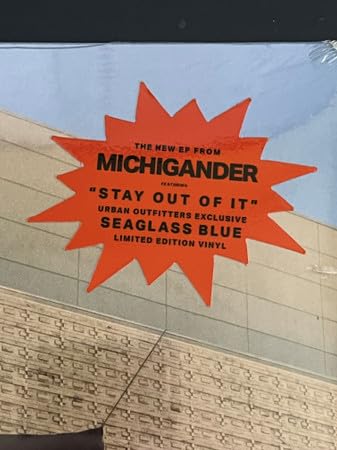 THE NEW EP FROM
MICHIGANDER
FEATURING
"STAY OUT OF IT"
URBAN OUTFITTERS EXCLUSIVE
SEAGLASS BLUE
LIMITED EDITION VINYL